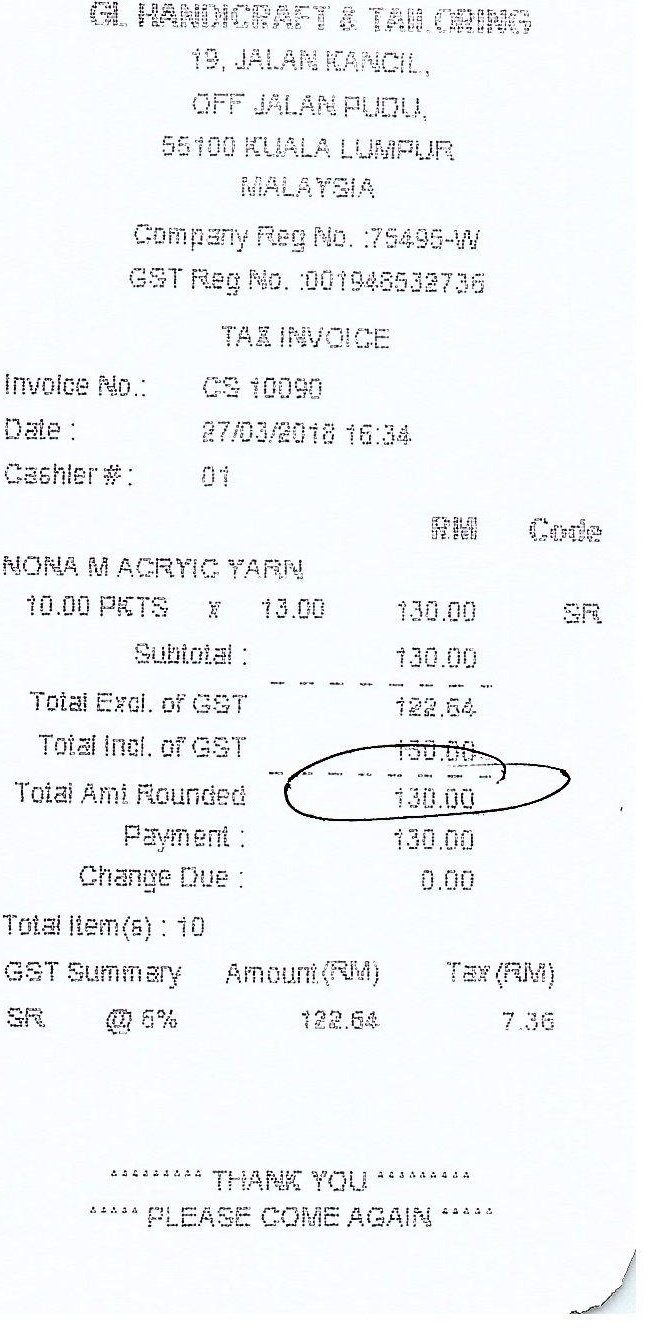 GL HANDICRAFT & TAILORING
19, JALAN KANCIL,
OFF JALAN PUDU,
55100 KUALA LUMPUR
MALAYSIA
Company Reg No. :75495-W
GST Reg No. :001948532736
TAX INVOICE
Invoice No.: CS 10090
Date : 27/03/2018 16:34
Cashier # : 01
RM Code
NONA M ACRYIC YARN
10.00 PKTS x 13.00 130.00 SR
Subtotal : 130.00
Total Excl. of GST 122.64
Total Incl. of GST 130.00
Total Amt Rounded 130.00
Payment : 130.00
Change Due : 0.00
Total Item(s) : 10
GST Summary Amount(RM) Tax (RM)
SR @ 6% 122.64 7.36
********* THANK YOU *********
***** PLEASE COME AGAIN *****